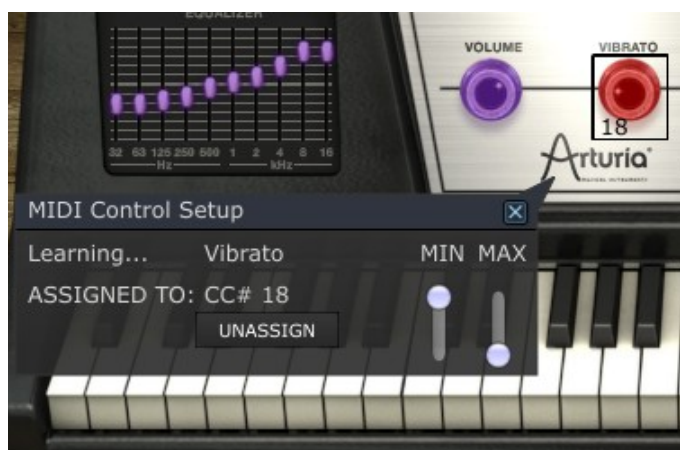 EQUALIZER
VOLUME VIBRATO
18
32 63 125 250 500 1 2 4 8 16
Hz kHz
Arturia
MIDI Control Setup
Learning... Vibrato MIN MAX
ASSIGNED TO: CC# 18
UNASSIGN